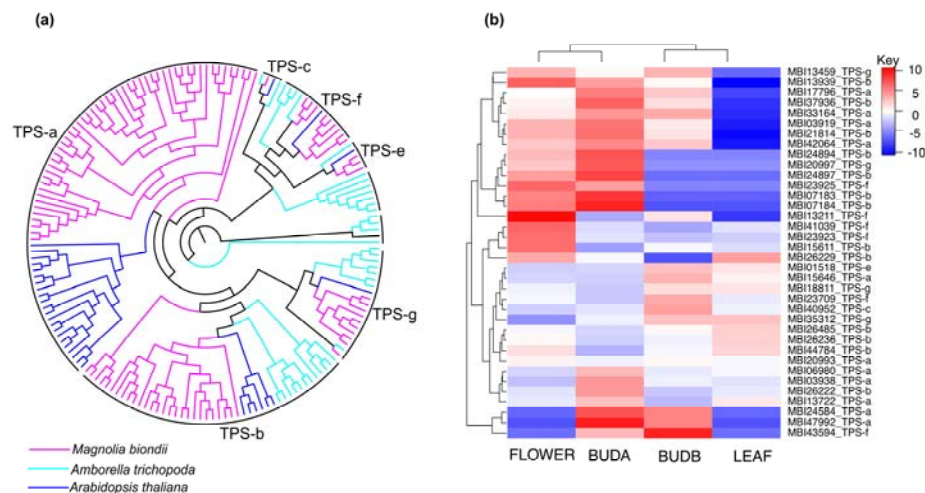 (a)
TPS-c
TPS-f
TPS-a
TPS-e
TPS-g
TPS-b
Magnolia biondii
Amborella trichopoda
Arabidopsis thaliana
(b)
Key
10
5
0
-5
-10
MBI13459_TPS-g
MBI13939_TPS-b
MBI17796_TPS-a
MBI37936_TPS-b
MBI33164_TPS-a
MBI03919_TPS-a
MBI21814_TPS-b
MBI42064_TPS-a
MBI24894_TPS-b
MBI20997_TPS-g
MBI24897_TPS-b
MBI23925_TPS-f
MBI07183_TPS-b
MBI07184_TPS-b
MBI13211_TPS-f
MBI41039_TPS-f
MBI23923_TPS-f
MBI15611_TPS-b
MBI26229_TPS-b
MBI01518_TPS-e
MBI15646_TPS-a
MBI18811_TPS-g
MBI23709_TPS-f
MBI40952_TPS-c
MBI35312_TPS-g
MBI26485_TPS-b
MBI26236_TPS-b
MBI44784_TPS-b
MBI20993_TPS-a
MBI06980_TPS-a
MBI03938_TPS-a
MBI26222_TPS-b
MBI13722_TPS-a
MBI24584_TPS-a
MBI47992_TPS-a
MBI43594_TPS-f
FLOWER BUDA BUDB LEAF